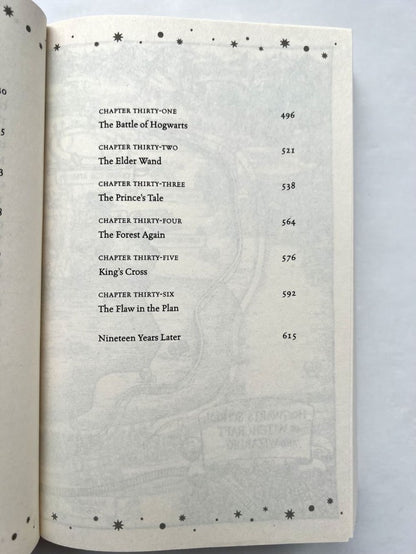 CHAPTER THIRTY-ONE
The Battle of Hogwarts 496
CHAPTER THIRTY-TWO
The Elder Wand 521
CHAPTER THIRTY-THREE
The Prince's Tale 538
CHAPTER THIRTY-FOUR
The Forest Again 564
CHAPTER THIRTY-FIVE
King's Cross 576
CHAPTER THIRTY-SIX
The Flaw in the Plan 592
Nineteen Years Later 615